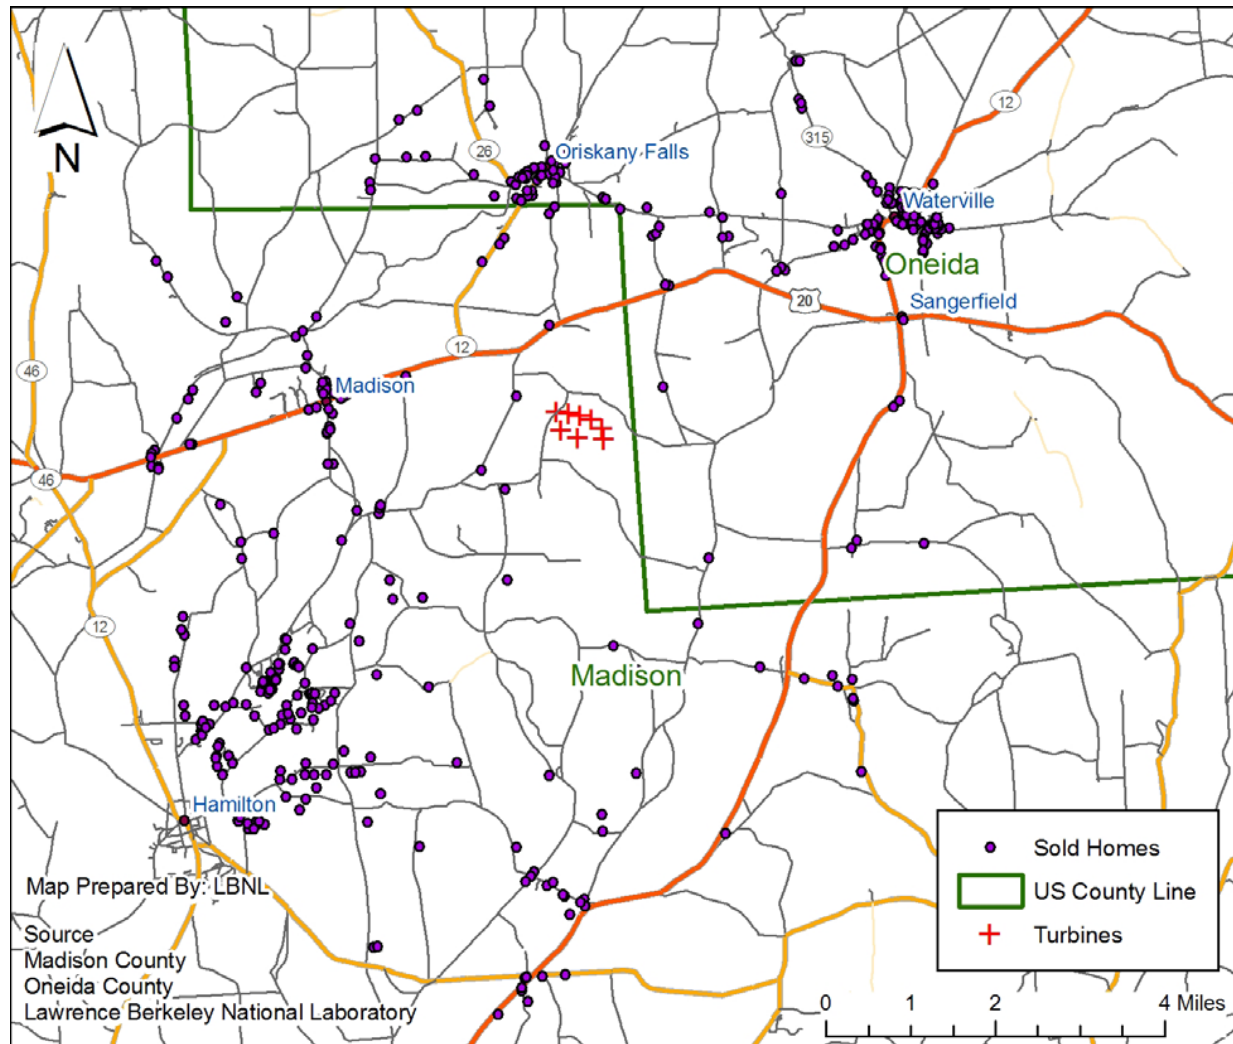 12
315
26
Oriskany Falls
Waterville
Oneida
20
Sangerfield
12
46
Madison
46
12
Madison
Hamilton
N
Map Prepared By: LBNL
Source
Madison County
Oneida County
Lawrence Berkeley National Laboratory
Sold Homes
US County Line
Turbines
0 1 2 4 Miles